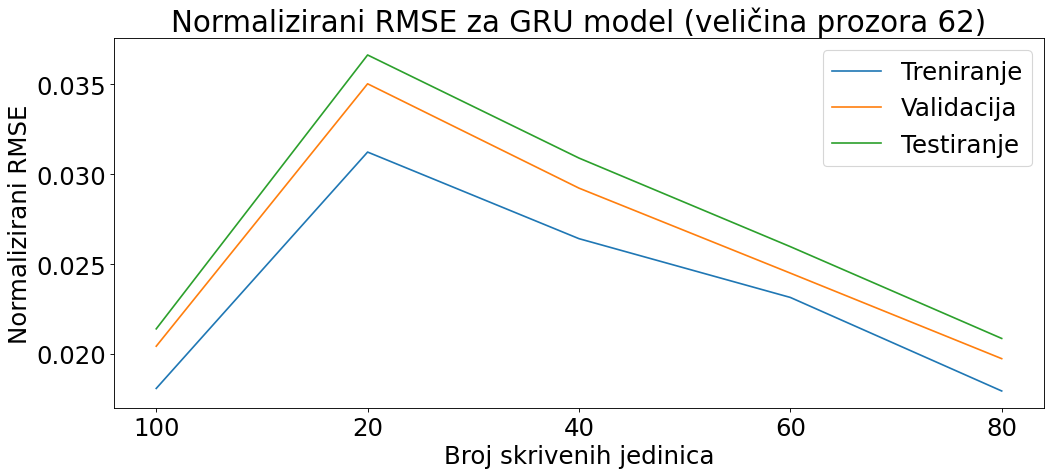 Normalizirani RMSE za GRU model (veličina prozora 62)
Treniranje
Validacija
Testiranje
Normalizirani RMSE
0.035
0.030
0.025
0.020
100 20 40 60 80
Broj skrivenih jedinica